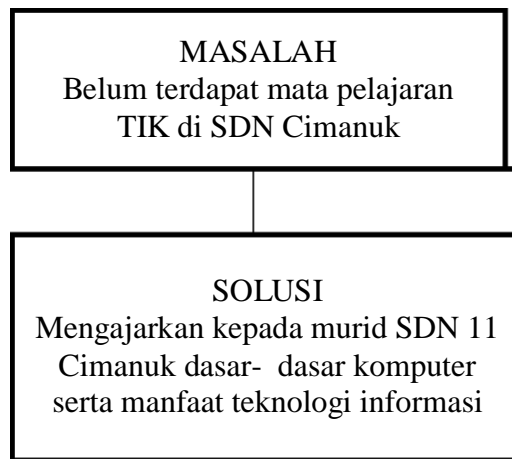 MASALAH
Belum terdapat mata pelajaran
TIK di SDN Cimanuk
SOLUSI
Mengajarkan kepada murid SDN 11
Cimanuk dasar- dasar komputer
serta manfaat teknologi informasi